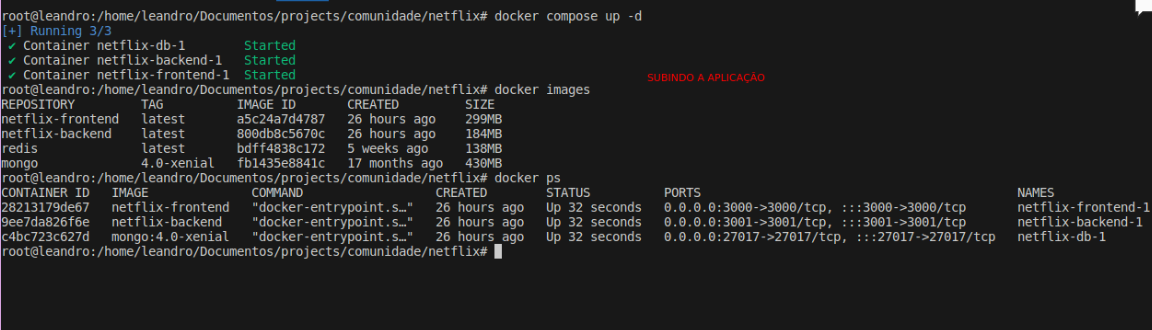 root@leandro:/home/leandro/Documentos/projects/comunidade/netflix# docker compose up -d
[+] Running 3/3
✔ Container netflix-db-1 Started
✔ Container netflix-backend-1 Started
✔ Container netflix-frontend-1 Started
SUBINDO A APLICAÇÃO
root@leandro:/home/leandro/Documentos/projects/comunidade/netflix# docker images
REPOSITORY TAG IMAGE ID CREATED SIZE
netflix-frontend latest a5c24a7d4787 26 hours ago 299MB
netflix-backend latest 800db8c5670c 26 hours ago 184MB
redis latest bdff4838c172 5 weeks ago 138MB
mongo 4.0-xenial fb1435e8841c 17 months ago 430MB
root@leandro:/home/leandro/Documentos/projects/comunidade/netflix# docker ps
CONTAINER ID IMAGE COMMAND CREATED STATUS PORTS NAMES
28213179de67 netflix-frontend "docker-entrypoint.s…" 26 hours ago Up 32 seconds 0.0.0.0:3000->3000/tcp, :::3000->3000/tcp netflix-frontend-1
9ee7da826f6e netflix-backend "docker-entrypoint.s…" 26 hours ago Up 32 seconds 0.0.0.0:3001->3001/tcp, :::3001->3001/tcp netflix-backend-1
c4bc723c627d mongo:4.0-xenial "docker-entrypoint.s…" 26 hours ago Up 32 seconds 0.0.0.0:27017->27017/tcp, :::27017->27017/tcp netflix-db-1
root@leandro:/home/leandro/Documentos/projects/comunidade/netflix#